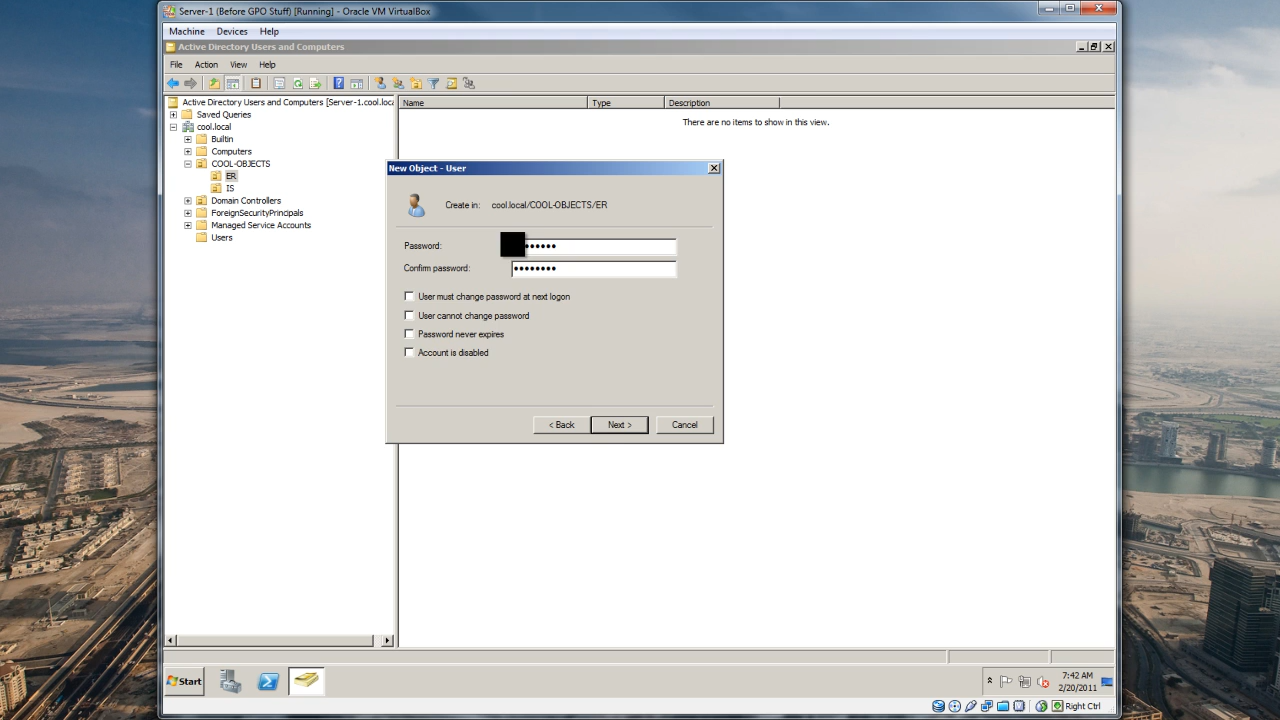 Server-1 (Before GPO Stuff) [Running] - Oracle VM VirtualBox
Machine Devices Help
Active Directory Users and Computers
File Action View Help
Active Directory Users and Computers [Server-1.cool.loca
Saved Queries
cool.local
Builtin
Computers
COOL-OBJECTS
ER
IS
Domain Controllers
ForeignSecurityPrincipals
Managed Service Accounts
Users
Name Type Description
There are no items to show in this view.
New Object - User
Create in: cool.local/COOL-OBJECTS/ER
Password: ●●●●●●
Confirm password: ●●●●●●●●
User must change password at next logon
User cannot change password
Password never expires
Account is disabled
< Back Next > Cancel
Start
7:42 AM
2/20/2011
Right Ctrl